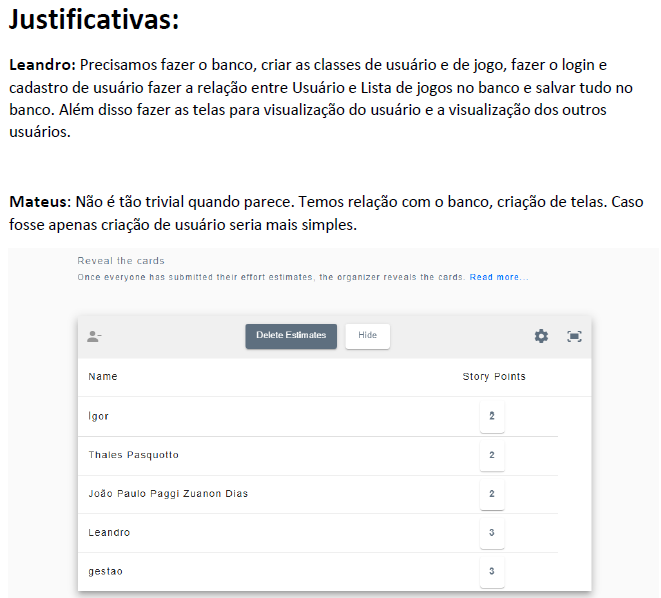 Justificativas:
Leandro: Precisamos fazer o banco, criar as classes de usuário e de jogo, fazer o login e
cadastro de usuário fazer a relação entre Usuário e Lista de jogos no banco e salvar tudo no
banco. Além disso fazer as telas para visualização do usuário e a visualização dos outros
usuários.
Mateus: Não é tão trivial quando parece. Temos relação com o banco, criação de telas. Caso
fosse apenas criação de usuário seria mais simples.
Reveal the cards
Once everyone has submitted their effort estimates, the organizer reveals the cards. Read more...
Delete Estimates Hide
Name Story Points
Igor 2
Thales Pasquotto 2
João Paulo Paggi Zuanon Dias 2
Leandro 3
gestao 3